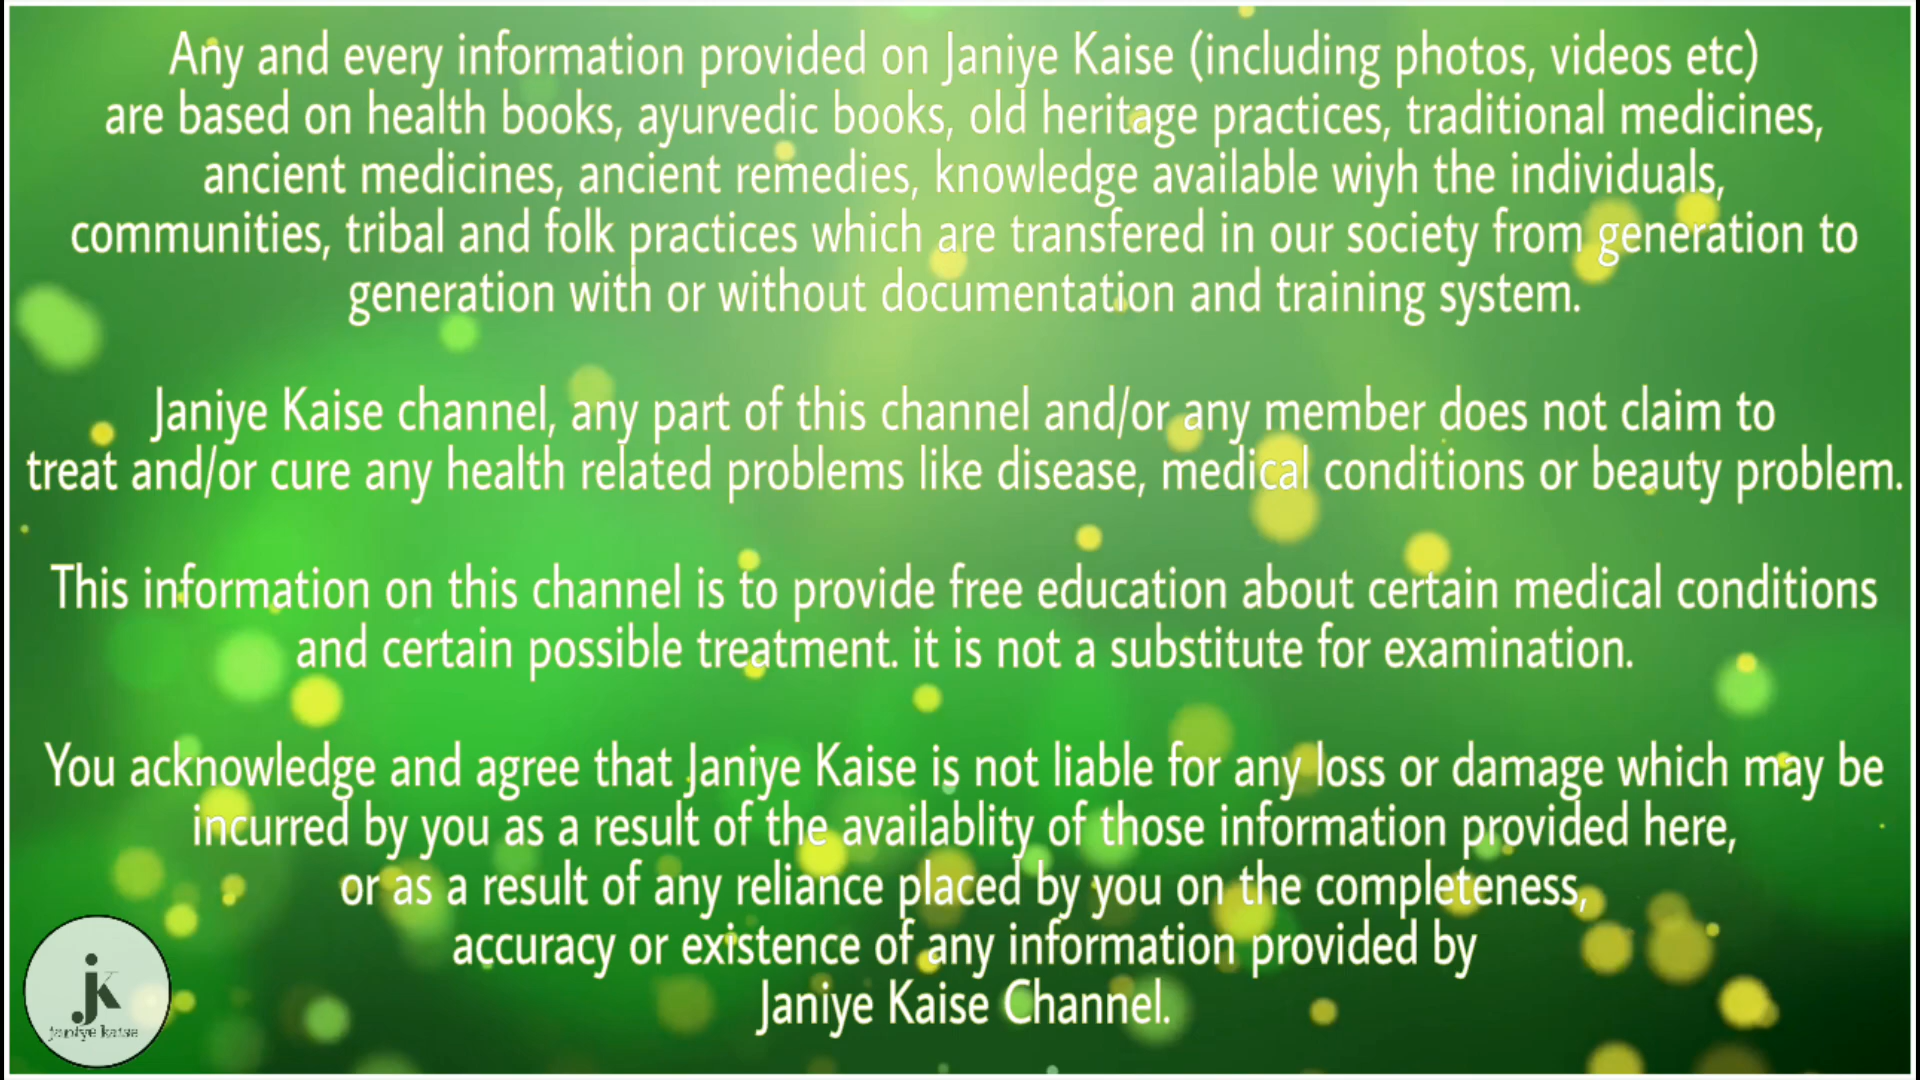 Any and every information provided on Janiye Kaise (including photos, videos etc)
are based on health books, ayurvedic books, old heritage practices, traditional medicines,
ancient medicines, ancient remedies, knowledge available wiyh the individuals,
communities, tribal and folk practices which are transfered in our society from generation to
generation with or without documentation and training system.
Janiye Kaise channel, any part of this channel and/or any member does not claim to
treat and/or cure any health related problems like disease, medical conditions or beauty problem.
This information on this channel is to provide free education about certain medical conditions
and certain possible treatment. it is not a substitute for examination.
You acknowledge and agree that Janiye Kaise is not liable for any loss or damage which may be
incurred by you as a result of the availablity of those information provided here,
or as a result of any reliance placed by you on the completeness,
accuracy or existence of any information provided by
Janiye Kaise Channel.
jk
janiye kaise